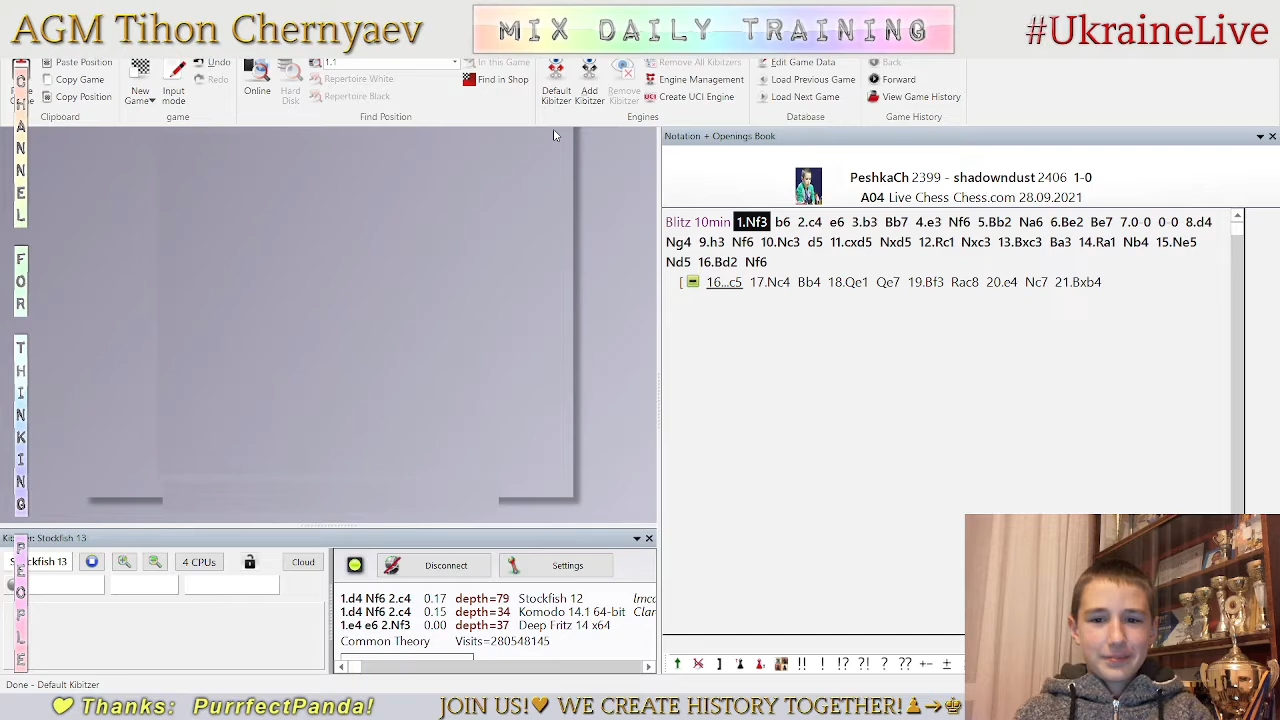 AGM Tihon Chernyaev
MIX DAILY TRAINING
#UkraineLive
CHANNEL FOR THINKING PEOPLE
Paste Position
Copy Game
Copy Position
Clipboard
New
Game
Input
mode
Undo
Redo
game
Online
Hard
Disk
1.1
Repertoire White
Repertoire Black
In this Game
Find in Shop
Find Position
Default
Kibitzer
Add
Kibitzer
Remove
Kibitzer
Remove All Kibitzers
Engine Management
UCI Create UCI Engine
Engines
Edit Game Data
Load Previous Game
Load Next Game
Database
Back
Forward
View Game History
Game History
Notation + Openings Book
PeshkaCh 2399 - shadowdust 2406 1-0
A04 Live Chess Chess.com 28.09.2021
Blitz 10min 1.Nf3 b6 2.c4 e6 3.b3 Bb7 4.e3 Nf6 5.Bb2 Na6 6.Be2 Be7 7.0-0 0-0 8.d4
Ng4 9.h3 Nf6 10.Nc3 d5 11.cxd5 Nxd5 12.Rc1 Nxc3 13.Bxc3 Ba3 14.Ra1 Nb4 15.Ne5
Nd5 16.Bd2 Nf6
[ 16...c5 17.Nc4 Bb4 18.Qe1 Qe7 19.Bf3 Rac8 20.e4 Nc7 21.Bxb4
: Stockfish 13
4 CPUs
Cloud
Disconnect
Settings
1.d4 Nf6 2.c4 0.17 depth=79 Stockfish 12
1.d4 Nf6 2.c4 0.15 depth=34 Komodo 14.1 64-bit
1.e4 e6 2.Nf3 0.00 depth=37 Deep Fritz 14 x64
Common Theory Visits=280548145
!! ! !? ?! ? ?? +− ±
Done - Default Kibitzer
Thanks: PurrfectPanda!
JOIN US!♥ WE CREATE HISTORY TOGETHER!♟→♔